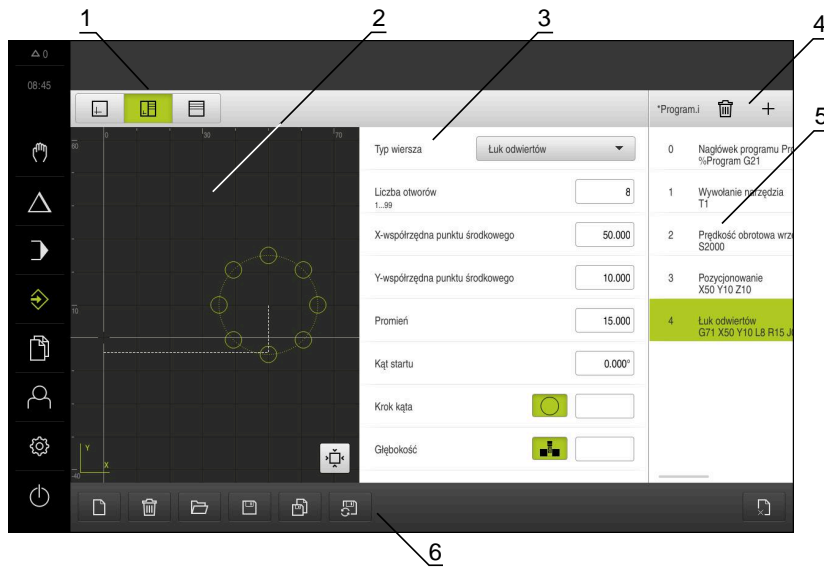 1
2
3
4
5
6
0
08:45
*Program.i
0
30
70
60
10
-40
Y
X
Typ wiersza
Łuk odwiertów
Liczba otworów
1...99
8
X-współrzędna punktu środkowego
50.000
Y-współrzędna punktu środkowego
10.000
Promień
15.000
Kąt startu
0.000°
Krok kąta
Głębokość
0 Nagłówek programu Pro
%Program G21
1 Wywołanie narzędzia
T1
2 Prędkość obrotowa wrze
S2000
3 Pozycjonowanie
X50 Y10 Z10
4 Łuk odwiertów
G71 X50 Y10 L8 R15